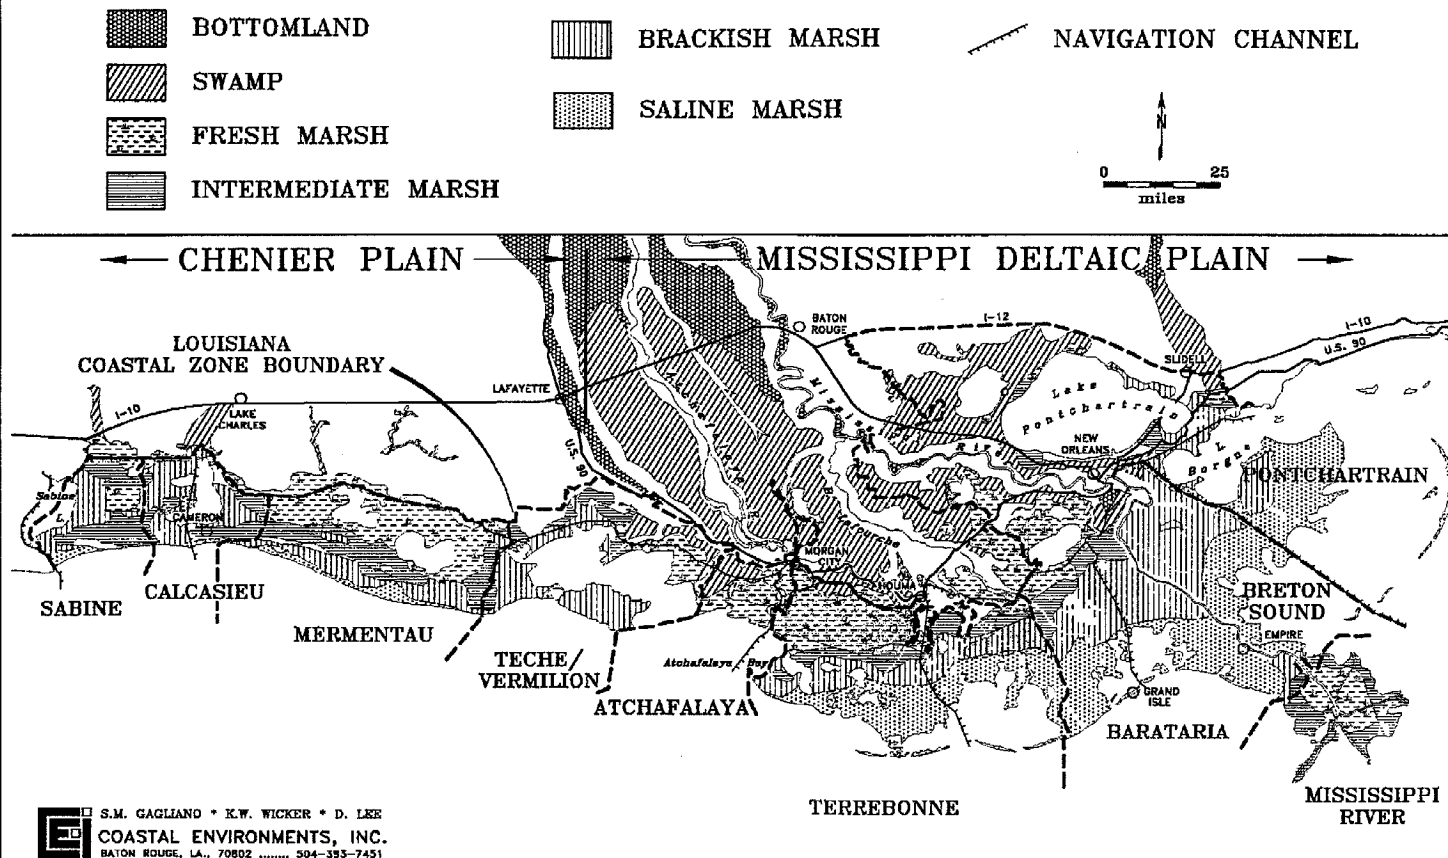 BOTTOMLAND
SWAMP
FRESH MARSH
INTERMEDIATE MARSH
BRACKISH MARSH
SALINE MARSH
NAVIGATION CHANNEL
N
0 25
miles
CHENIER PLAIN
MISSISSIPPI DELTAIC PLAIN
LOUISIANA
COASTAL ZONE BOUNDARY
BATON
ROUGE
I-12
I-10
U.S. 90
SLIDELL
LAFAYETTE
I-10
LAKE
CHARLES
Lake
Pontchartrain
Mississippi
River
NEW
ORLEANS
L
Borgne
PONTCHARTRAIN
Atchafalaya
U.S. 90
Bayou
Lafourche
Sabine
L
CAMERON
MORGAN
CITY
HOUMA
SABINE
CALCASIEU
MERMENTAU
TECHE/
VERMILION
ATCHAFALAYA
Atchafalaya Bay
BRETON
SOUND
EMPIRE
GRAND
ISLE
BARATARIA
TERREBONNE
MISSISSIPPI
RIVER
S.M. GAGLIANO * K.W. WICKER * D. LEE
COASTAL ENVIRONMENTS, INC.
BATON ROUGE, LA., 70802 ........ 504-383-7451